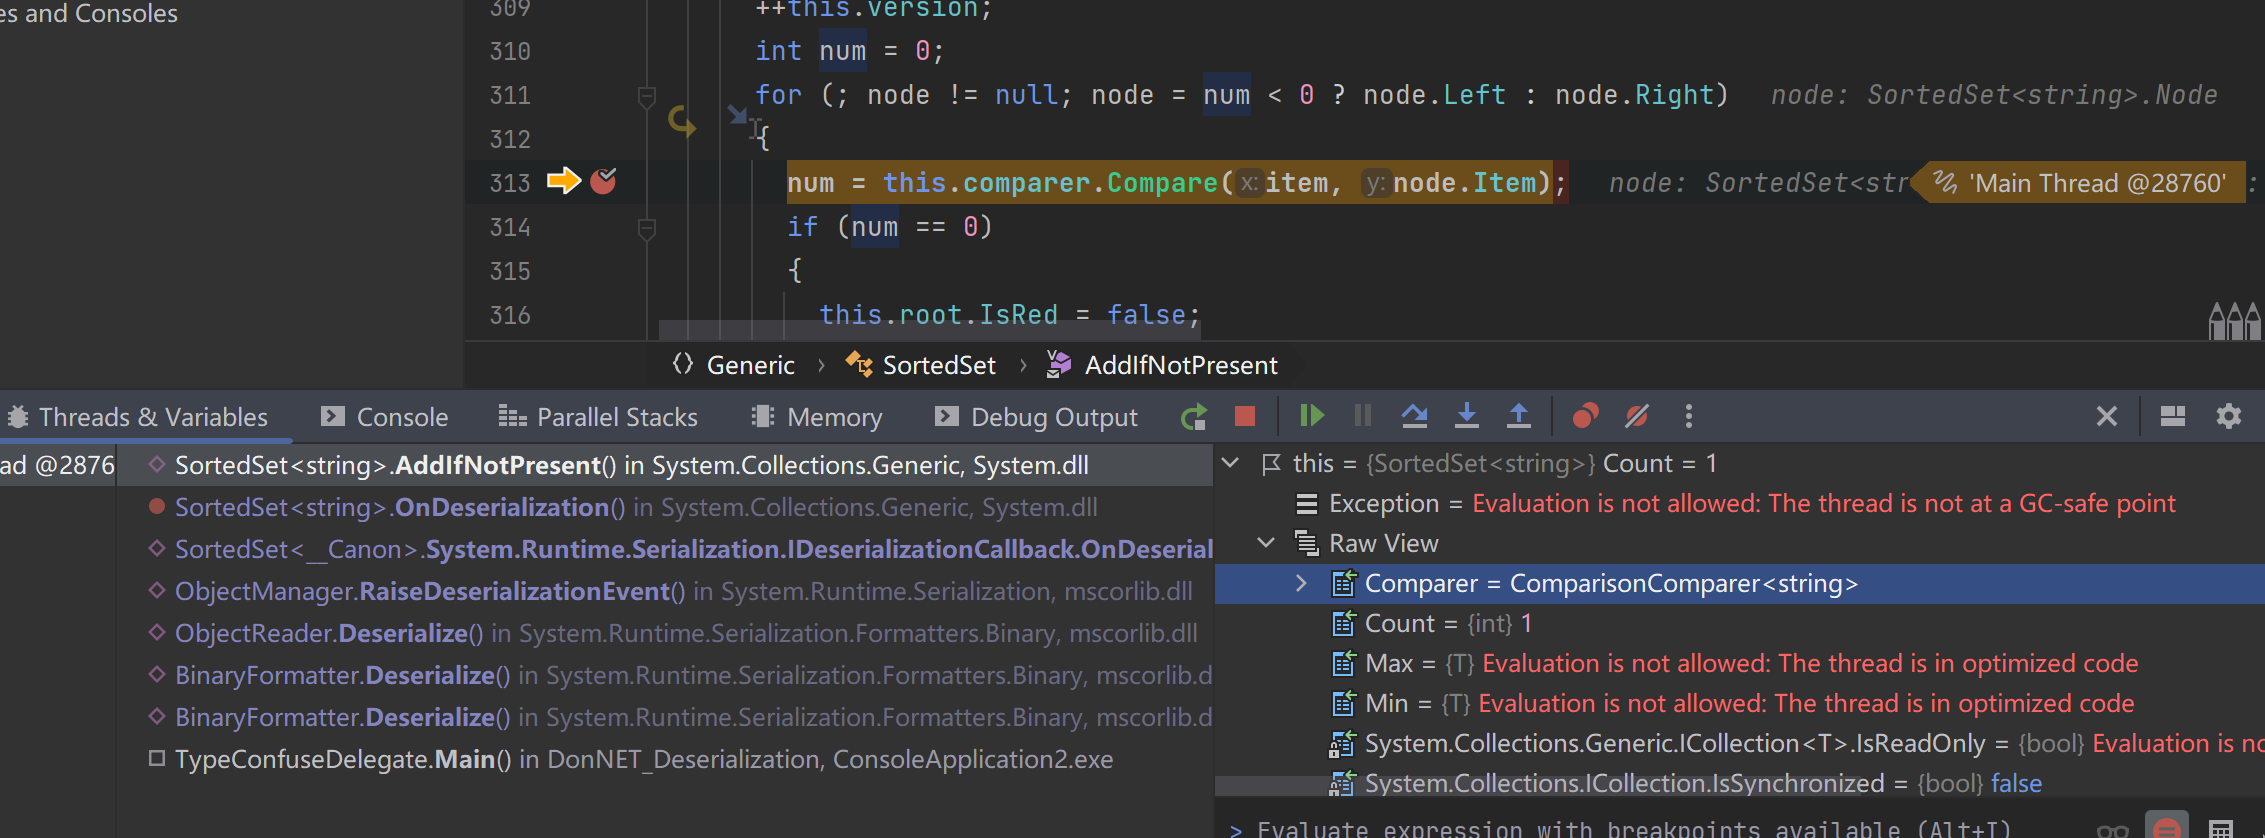 es and Consoles
309 ++this.version;
310 int num = 0;
311 for (; node != null; node = num < 0 ? node.Left : node.Right) node: SortedSet<string>.Node
312 {
313 num = this.comparer.Compare(x: item, y: node.Item); node: SortedSet<str 'Main Thread @28760' :
314 if (num == 0)
315 {
316 this.root.IsRed = false;
{} Generic › SortedSet › AddIfNotPresent
Threads & Variables Console Parallel Stacks Memory Debug Output
ad @2876
SortedSet<string>.AddIfNotPresent() in System.Collections.Generic, System.dll
SortedSet<string>.OnDeserialization() in System.Collections.Generic, System.dll
SortedSet<__Canon>.System.Runtime.Serialization.IDeserializationCallback.OnDeserial
ObjectManager.RaiseDeserializationEvent() in System.Runtime.Serialization, mscorlib.dll
ObjectReader.Deserialize() in System.Runtime.Serialization.Formatters.Binary, mscorlib.dll
BinaryFormatter.Deserialize() in System.Runtime.Serialization.Formatters.Binary, mscorlib.d
BinaryFormatter.Deserialize() in System.Runtime.Serialization.Formatters.Binary, mscorlib.d
TypeConfuseDelegate.Main() in DonNET_Deserialization, ConsoleApplication2.exe
this = {SortedSet<string>} Count = 1
Exception = Evaluation is not allowed: The thread is not at a GC-safe point
Raw View
Comparer = ComparisonComparer<string>
Count = {int} 1
Max = {T} Evaluation is not allowed: The thread is in optimized code
Min = {T} Evaluation is not allowed: The thread is in optimized code
System.Collections.Generic.ICollection<T>.IsReadOnly = {bool} Evaluation is no
System.Collections.ICollection.IsSynchronized = {bool} false
> Evaluate expression with breakpoints available (Alt+I)